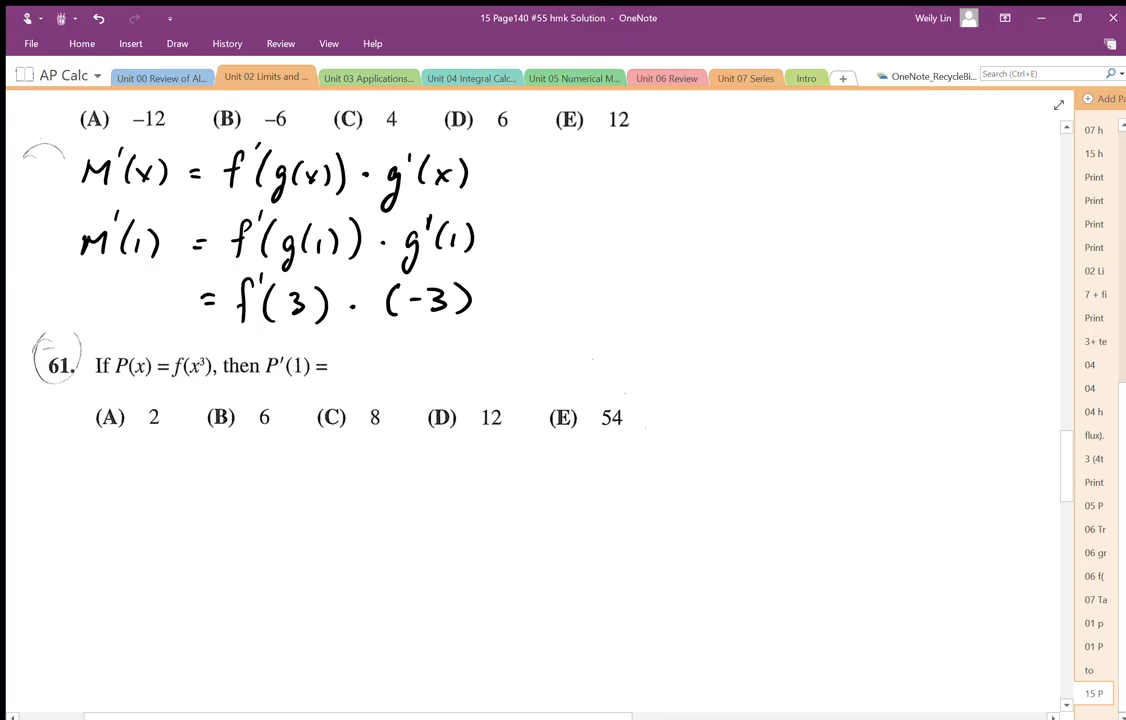 15 Page140 #55 hmk Solution - OneNote
Weily Lin
File Home Insert Draw History Review View Help
AP Calc
Unit 00 Review of Al...
Unit 02 Limits and ...
Unit 03 Applications...
Unit 04 Integral Calc...
Unit 05 Numerical M...
Unit 06 Review
Unit 07 Series
Intro
OneNote_RecycleBi...
Search (Ctrl+E)
(A) –12 (B) –6 (C) 4 (D) 6 (E) 12
M'(x) = f'(g(x)) · g'(x)
M'(1) = f'(g(1)) · g'(1)
= f'(3) · (-3)
61. If P(x) = f(x³), then P′(1) =
(A) 2 (B) 6 (C) 8 (D) 12 (E) 54
Add Pa
07 h
15 h
Print
Print
Print
Print
02 Li
7 + fi
Print
3+ te
04
04
04 h
flux).
3 (4t
Print
05 P
06 Tr
06 gr
06 f(
07 Ta
01 p
01 P
to
15 P